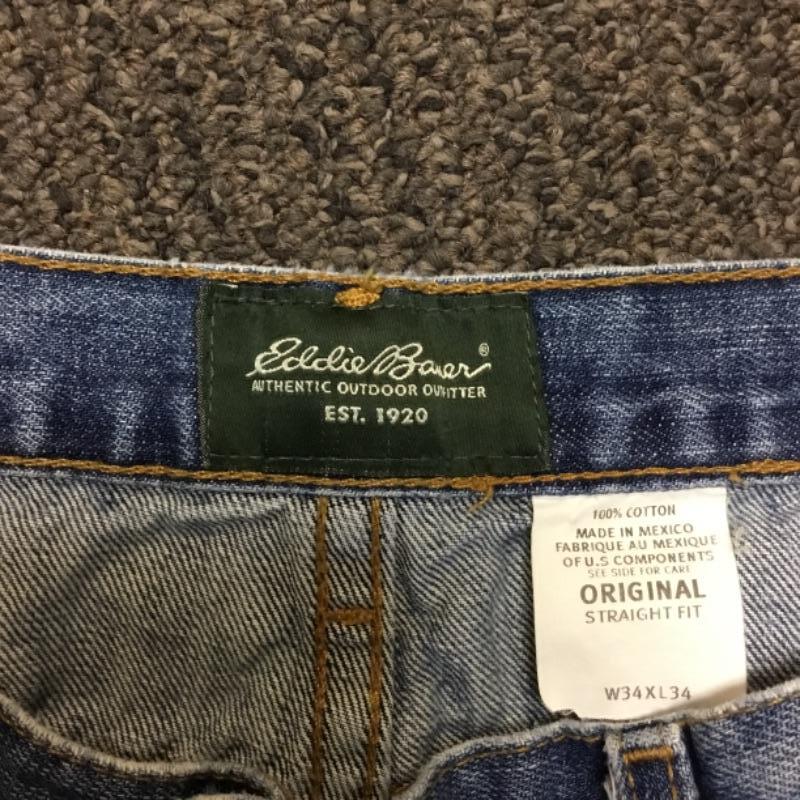 Eddie Bauer®
AUTHENTIC OUTDOOR OUTFITTER
EST. 1920
100% COTTON
MADE IN MEXICO
FABRIQUE AU MEXIQUE
OF U.S COMPONENTS
SEE SIDE FOR CARE
ORIGINAL
STRAIGHT FIT
W34XL34